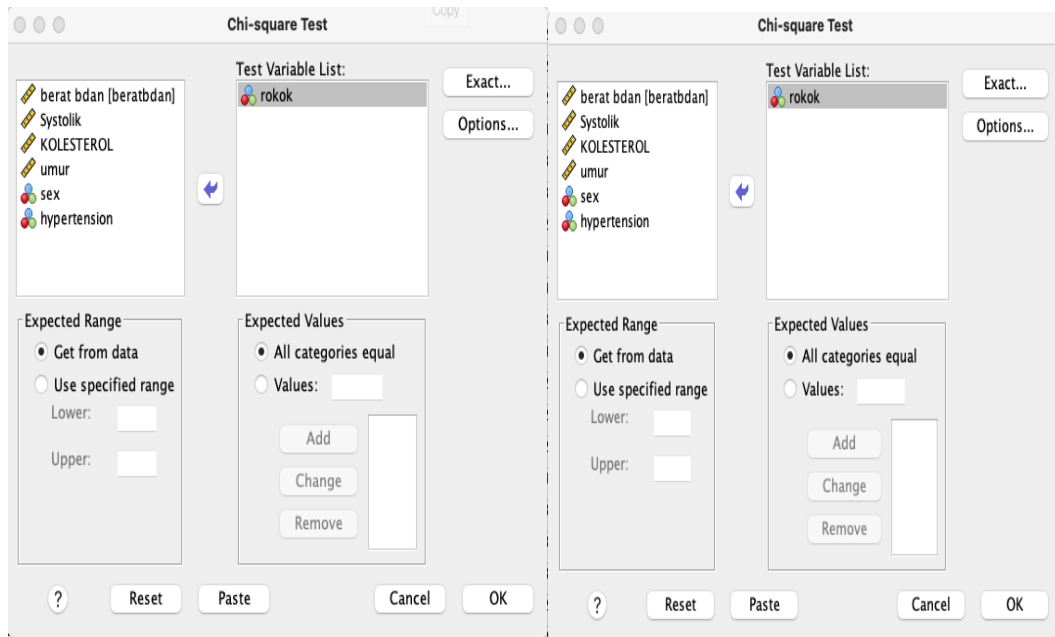 Copy
Chi-square Test
Test Variable List:
berat bdan [beratbdan]
Systolik
KOLESTEROL
umur
sex
hypertension
rokok
Exact...
Options...
Expected Range
Get from data
Use specified range
Lower:
Upper:
Expected Values
All categories equal
Values:
Add
Change
Remove
?
Reset
Paste
Cancel
OK
Chi-square Test
Test Variable List:
berat bdan [beratbdan]
Systolik
KOLESTEROL
umur
sex
hypertension
rokok
Exact...
Options...
Expected Range
Get from data
Use specified range
Lower:
Upper:
Expected Values
All categories equal
Values:
Add
Change
Remove
?
Reset
Paste
Cancel
OK